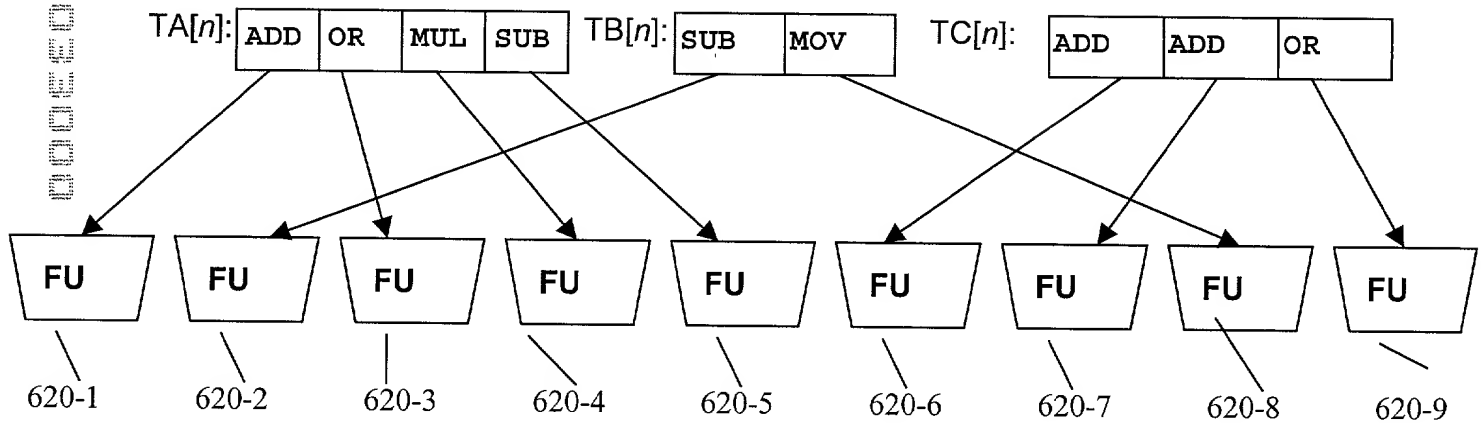 TA[n]: ADD OR MUL SUB TB[n]: SUB MOV TC[n]: ADD ADD OR
FU FU FU FU FU FU FU FU FU
620-1 620-2 620-3 620-4 620-5 620-6 620-7 620-8 620-9